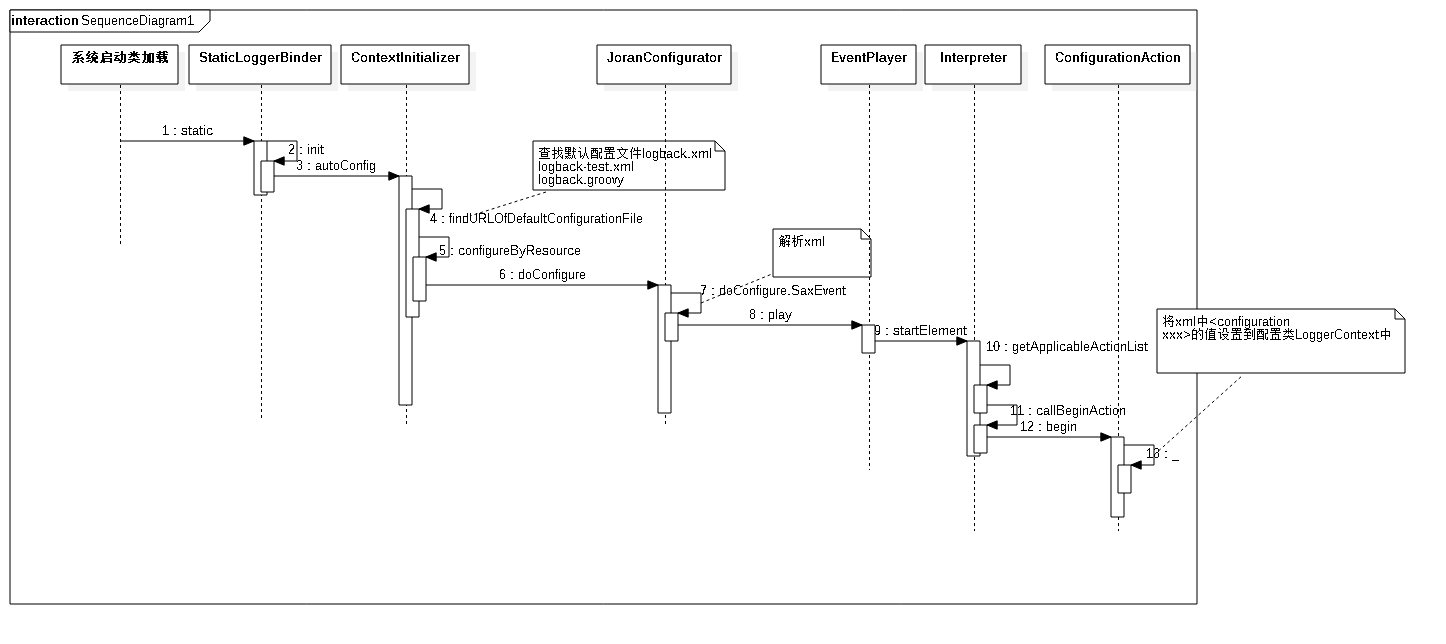 interaction SequenceDiagram1
系统启动类加载
StaticLoggerBinder
ContextInitializer
JoranConfigurator
EventPlayer
Interpreter
ConfigurationAction
1 : static
2 : init
3 : autoConfig
查找默认配置文件logback.xml
logback-test.xml
logback.groovy
4 : findURLOfDefaultConfigurationFile
5 : configureByResource
6 : doConfigure
解析xml
7 : doConfigure.SaxEvent
8 : play
9 : startElement
10 : getApplicableActionList
将xml中<configuration
xxx>的值设置到配置类LoggerContext中
11 : callBeginAction
12 : begin
13 : _